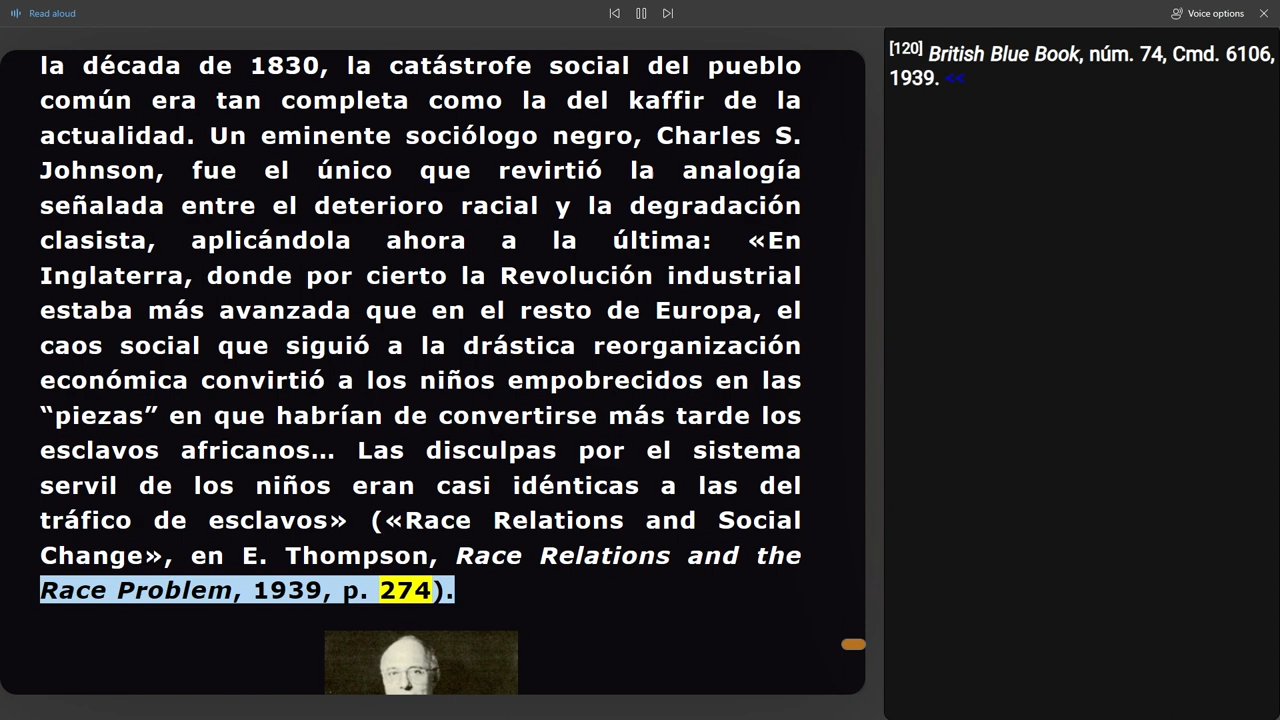 Read aloud
Voice options
la década de 1830, la catástrofe social del pueblo
común era tan completa como la del kaffir de la
actualidad. Un eminente sociólogo negro, Charles S.
Johnson, fue el único que revirtió la analogía
señalada entre el deterioro racial y la degradación
clasista, aplicándola ahora a la última: «En
Inglaterra, donde por cierto la Revolución industrial
estaba más avanzada que en el resto de Europa, el
caos social que siguió a la drástica reorganización
económica convirtió a los niños empobrecidos en las
“piezas” en que habrían de convertirse más tarde los
esclavos africanos… Las disculpas por el sistema
servil de los niños eran casi idénticas a las del
tráfico de esclavos» («Race Relations and Social
Change», en E. Thompson, Race Relations and the
Race Problem, 1939, p. 274).
[120] British Blue Book, núm. 74, Cmd. 6106,
1939. <<